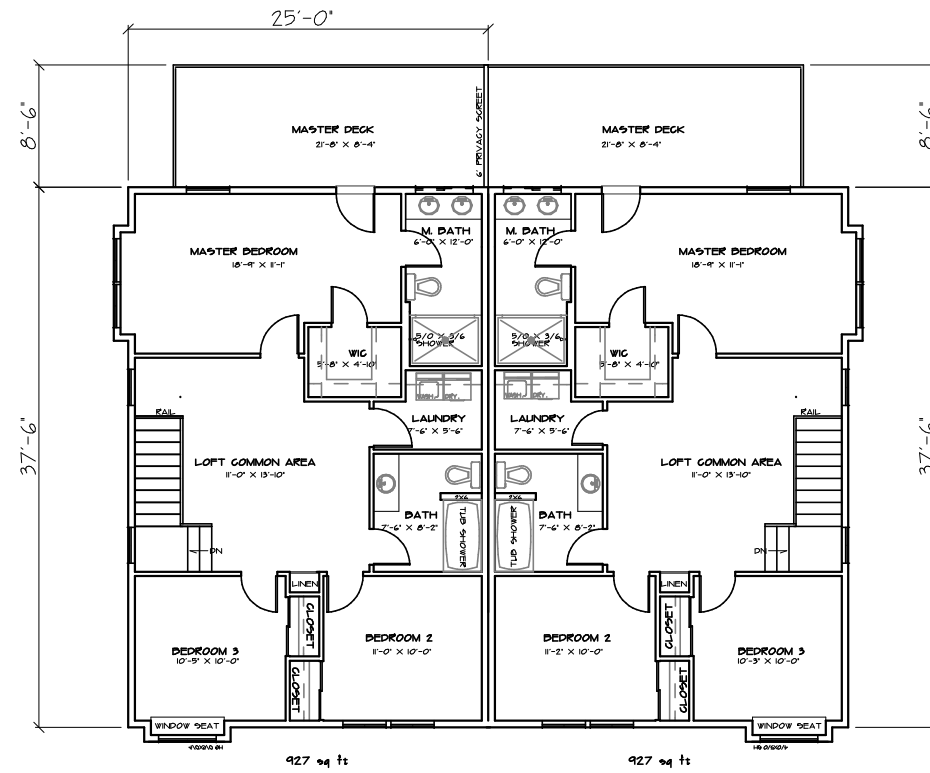 25'-0"
8'-6"
8'-6"
MASTER DECK
21'-8" X 8'-4"
6' PRIVACY SCREET
MASTER DECK
21'-8" X 8'-4"
M. BATH
6'-0" X 12'-0"
M. BATH
6'-0" X 12'-0"
MASTER BEDROOM
18'-9" X 11'-1"
MASTER BEDROOM
18'-9" X 11'-1"
5/0 X 3/6
SHOWER
5/0 X 3/6
SHOWER
WIC
5'-8" X 4'-10"
WIC
5'-8" X 4'-0"
WASH
DRY
WASH
DRY
RAIL
LAUNDRY
7'-6" X 5'-6"
LAUNDRY
7'-6" X 5'-6"
RAIL
37'-6"
37'-6"
LOFT COMMON AREA
11'-0" X 13'-10"
LOFT COMMON AREA
11'-0" X 13'-10"
2X6
2X6
BATH
7'-6" X 8'-2"
TUB SHOWER
TUB SHOWER
BATH
7'-6" X 8'-2"
DN
DN
LINEN
LINEN
CLOSET
CLOSET
BEDROOM 3
10'-5" X 10'-0"
BEDROOM 2
11'-0" X 10'-0"
BEDROOM 2
11'-2" X 10'-0"
BEDROOM 3
10'-3" X 10'-0"
CLOSET
CLOSET
WINDOW SEAT
WINDOW SEAT
927 sq ft
927 sq ft